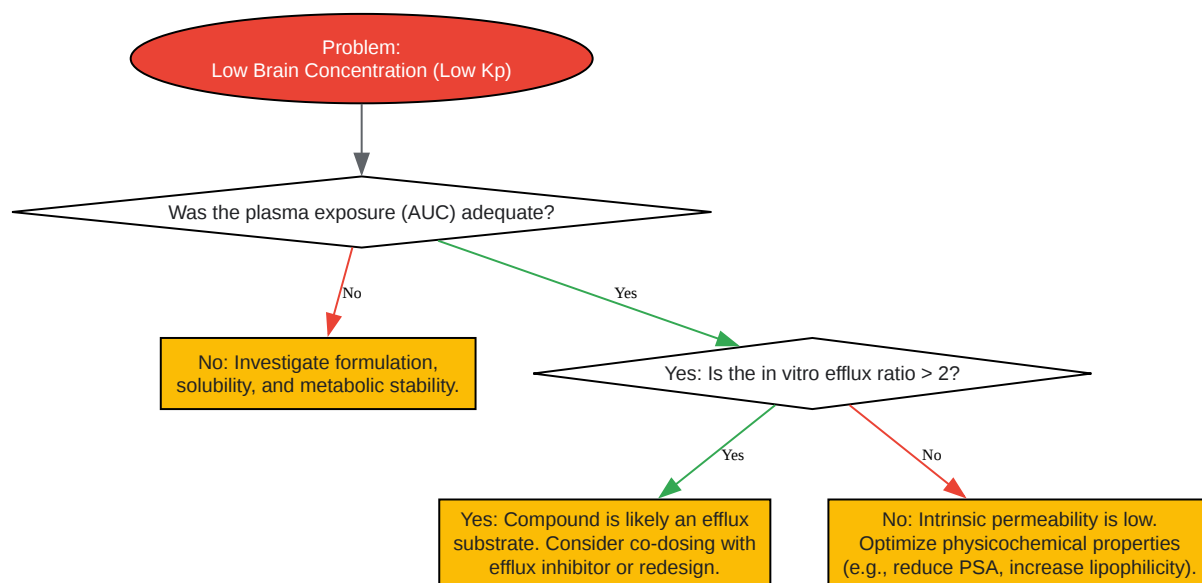 Problem:
Low Brain Concentration (Low Kp)
Was the plasma exposure (AUC) adequate?
No
Yes
No: Investigate formulation,
solubility, and metabolic stability.
Yes: Is the in vitro efflux ratio > 2?
Yes
No
Yes: Compound is likely an efflux
substrate. Consider co-dosing with
efflux inhibitor or redesign.
No: Intrinsic permeability is low.
Optimize physicochemical properties
(e.g., reduce PSA, increase lipophilicity).